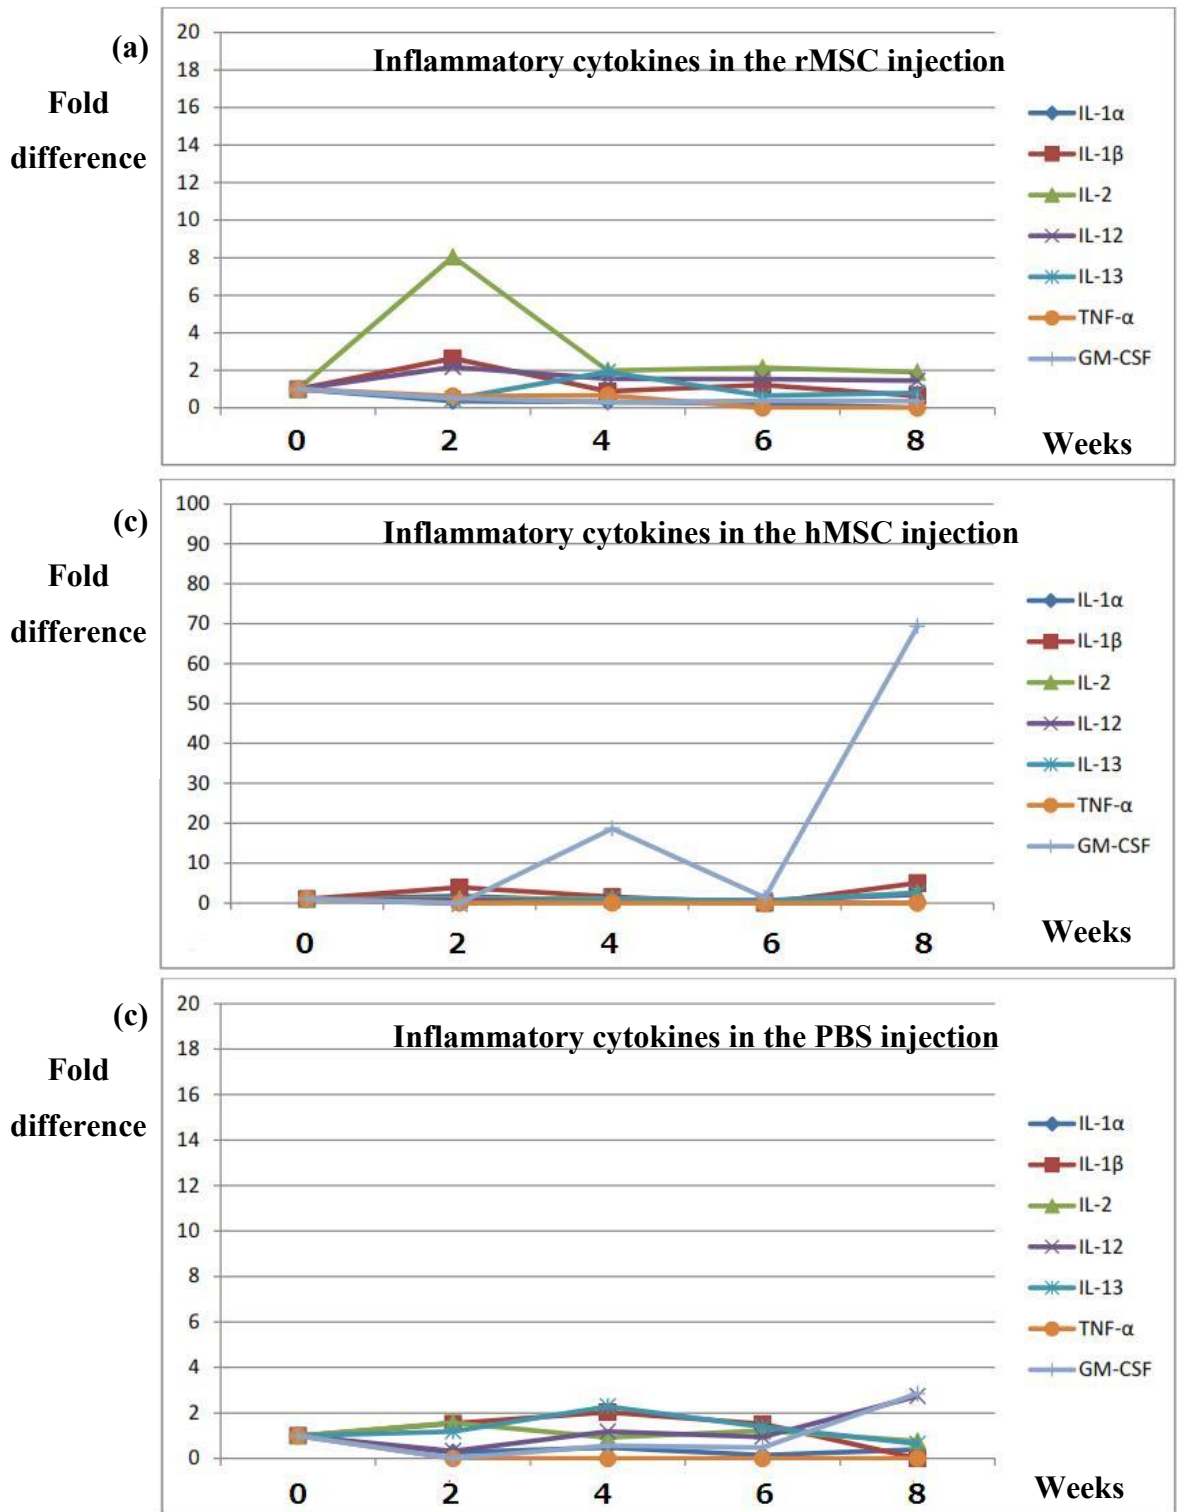 (a)
Fold
difference
Inflammatory cytokines in the rMSC injection
20
18
16
14
12
10
8
6
4
2
0
0 2 4 6 8
Weeks
IL-1α
IL-1β
IL-2
IL-12
IL-13
TNF-α
GM-CSF
(c)
Fold
difference
Inflammatory cytokines in the hMSC injection
100
90
80
70
60
50
40
30
20
10
0
0 2 4 6 8
Weeks
IL-1α
IL-1β
IL-2
IL-12
IL-13
TNF-α
GM-CSF
(c)
Fold
difference
Inflammatory cytokines in the PBS injection
20
18
16
14
12
10
8
6
4
2
0
0 2 4 6 8
Weeks
IL-1α
IL-1β
IL-2
IL-12
IL-13
TNF-α
GM-CSF